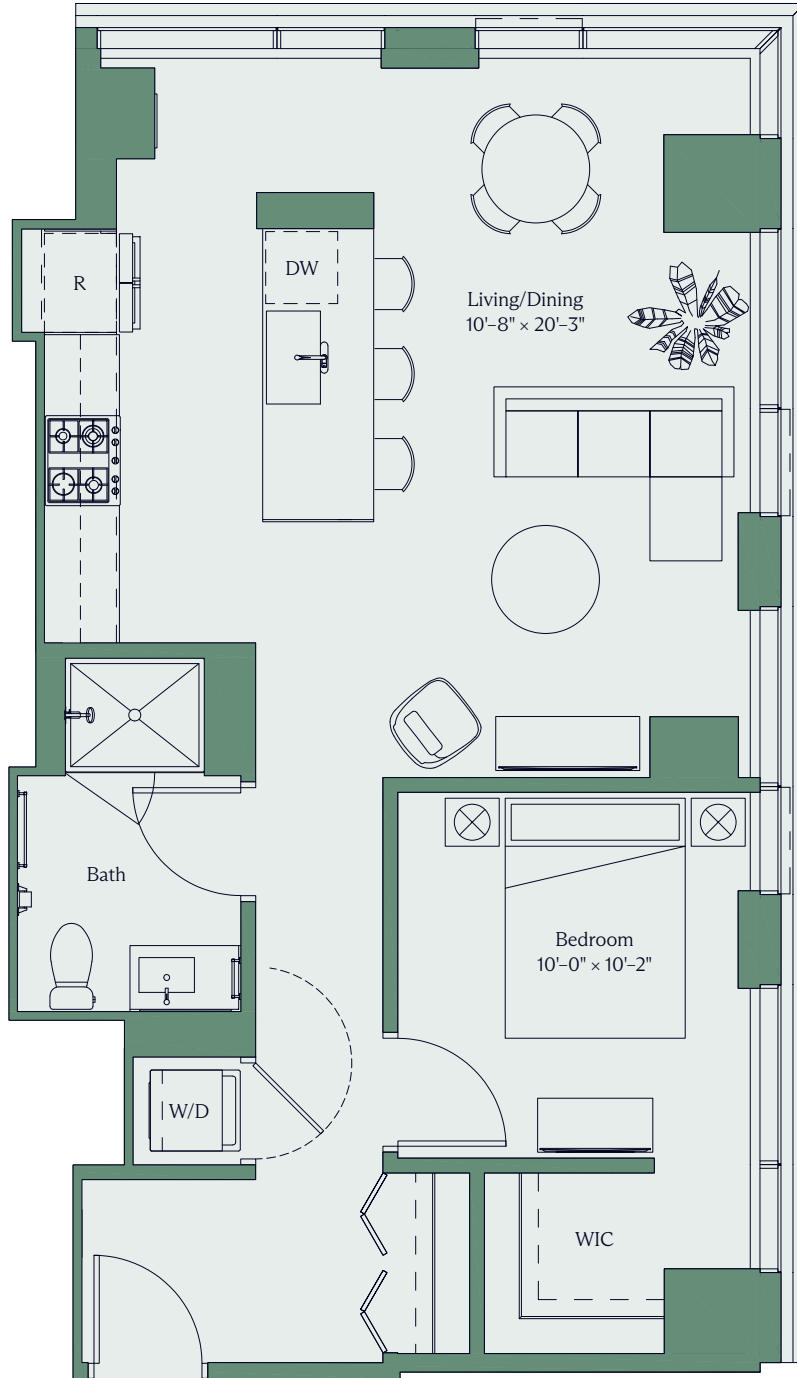 DW
R
Living/Dining
10'-8" × 20'-3"
Bath
Bedroom
10'-0" × 10'-2"
W/D
WIC